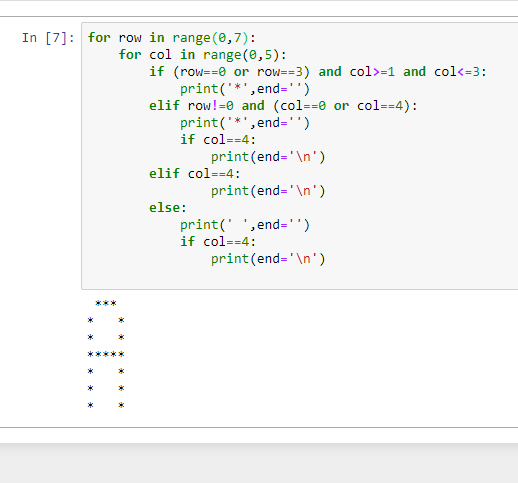 In [7]: for row in range(0,7):
    for col in range(0,5):
        if (row==0 or row==3) and col>=1 and col<=3:
            print('*',end='')
        elif row!=0 and (col==0 or col==4):
            print('*',end='')
            if col==4:
                print(end='\n')
        elif col==4:
                print(end='\n')
        else:
            print(' ',end='')
            if col==4:
                print(end='\n')
 ***
*   *
*   *
*****
*   *
*   *
*   *